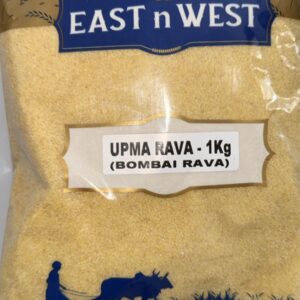 EAST n WEST
UPMA RAVA - 1Kg
(BOMBAI RAVA)